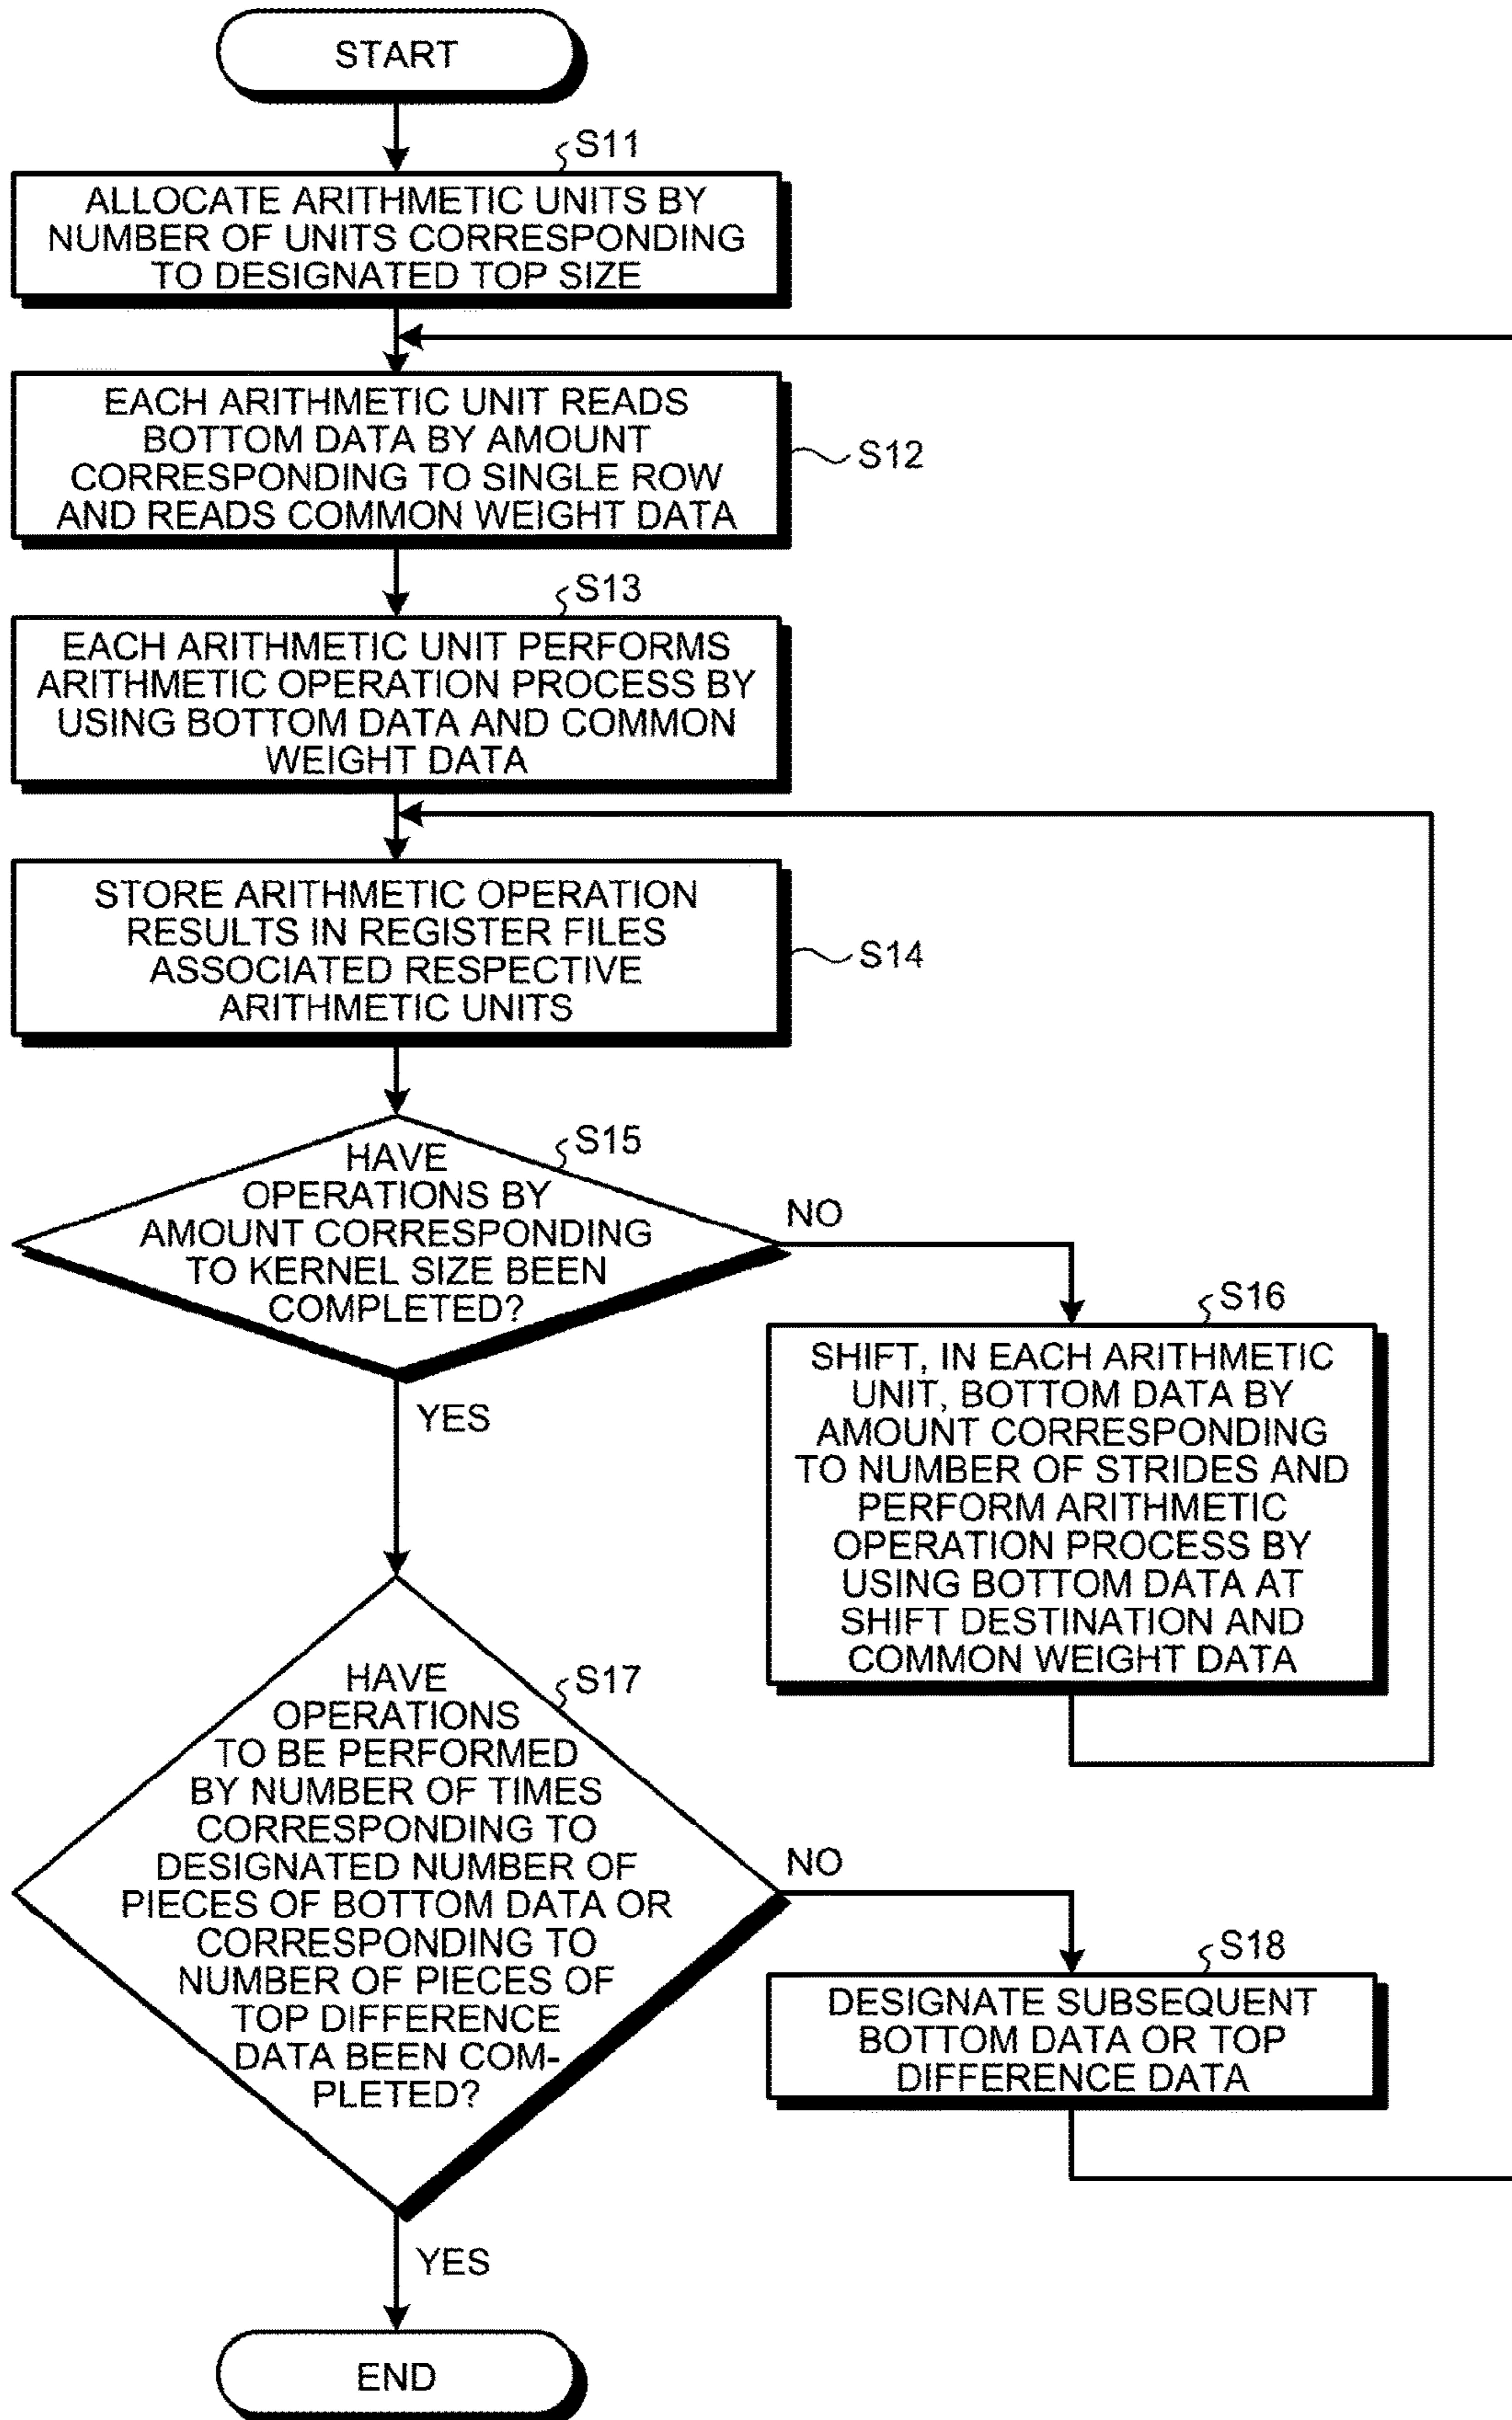 START
S11
ALLOCATE ARITHMETIC UNITS BY
NUMBER OF UNITS CORRESPONDING
TO DESIGNATED TOP SIZE
EACH ARITHMETIC UNIT READS
BOTTOM DATA BY AMOUNT
CORRESPONDING TO SINGLE ROW
AND READS COMMON WEIGHT DATA
S12
S13
EACH ARITHMETIC UNIT PERFORMS
ARITHMETIC OPERATION PROCESS BY
USING BOTTOM DATA AND COMMON
WEIGHT DATA
STORE ARITHMETIC OPERATION
RESULTS IN REGISTER FILES
ASSOCIATED RESPECTIVE
ARITHMETIC UNITS
S14
S15
HAVE
OPERATIONS BY
AMOUNT CORRESPONDING
TO KERNEL SIZE BEEN
COMPLETED?
NO
YES
S16
SHIFT, IN EACH ARITHMETIC
UNIT, BOTTOM DATA BY
AMOUNT CORRESPONDING
TO NUMBER OF STRIDES AND
PERFORM ARITHMETIC
OPERATION PROCESS BY
USING BOTTOM DATA AT
SHIFT DESTINATION AND
COMMON WEIGHT DATA
S17
HAVE
OPERATIONS
TO BE PERFORMED
BY NUMBER OF TIMES
CORRESPONDING TO
DESIGNATED NUMBER OF
PIECES OF BOTTOM DATA OR
CORRESPONDING TO
NUMBER OF PIECES OF
TOP DIFFERENCE
DATA BEEN COM-
PLETED?
NO
YES
S18
DESIGNATE SUBSEQUENT
BOTTOM DATA OR TOP
DIFFERENCE DATA
END